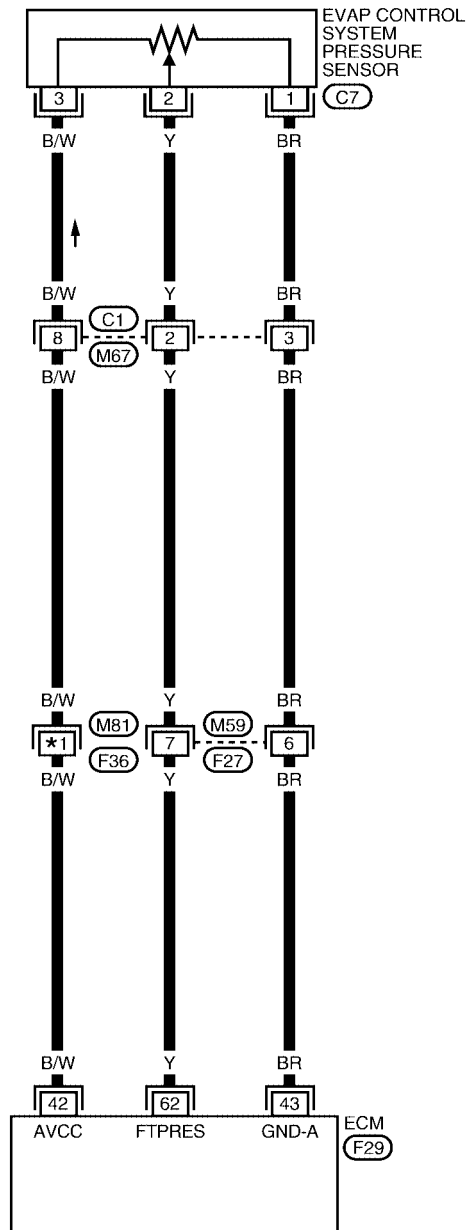 EVAP CONTROL
SYSTEM
PRESSURE
SENSOR
3 2 1 C7
B/W Y BR
B/W Y BR
C1
8 2 3
M67
B/W Y BR
B/W Y BR
M81 M59
*1 7 6
F36 F27
B/W Y BR
B/W Y BR
42 62 43
AVCC FTPRES GND-A ECM
F29